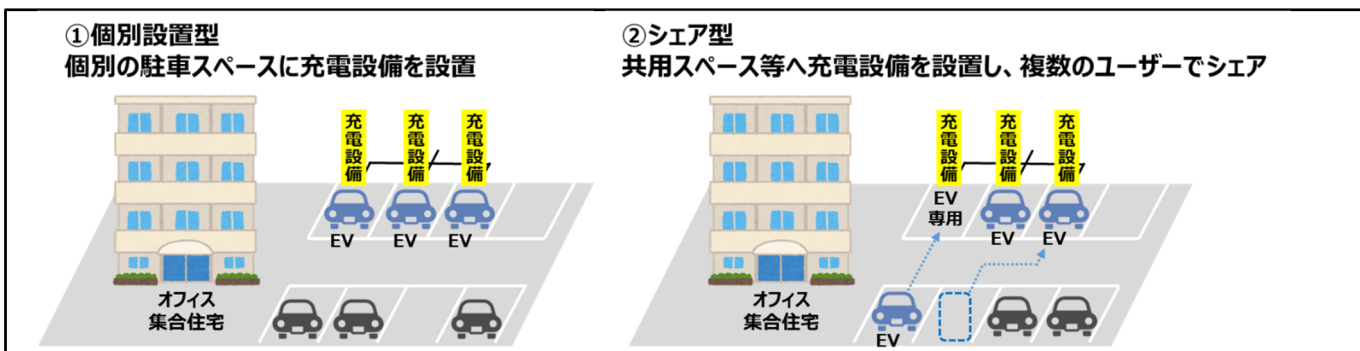 ①個別設置型
個別の駐車スペースに充電設備を設置
充電設備
充電設備
充電設備
EV
EV
EV
オフィス
集合住宅
②シェア型
共用スペース等へ充電設備を設置し、複数のユーザーでシェア
充電設備
充電設備
充電設備
EV
専用
EV
EV
オフィス
集合住宅
EV